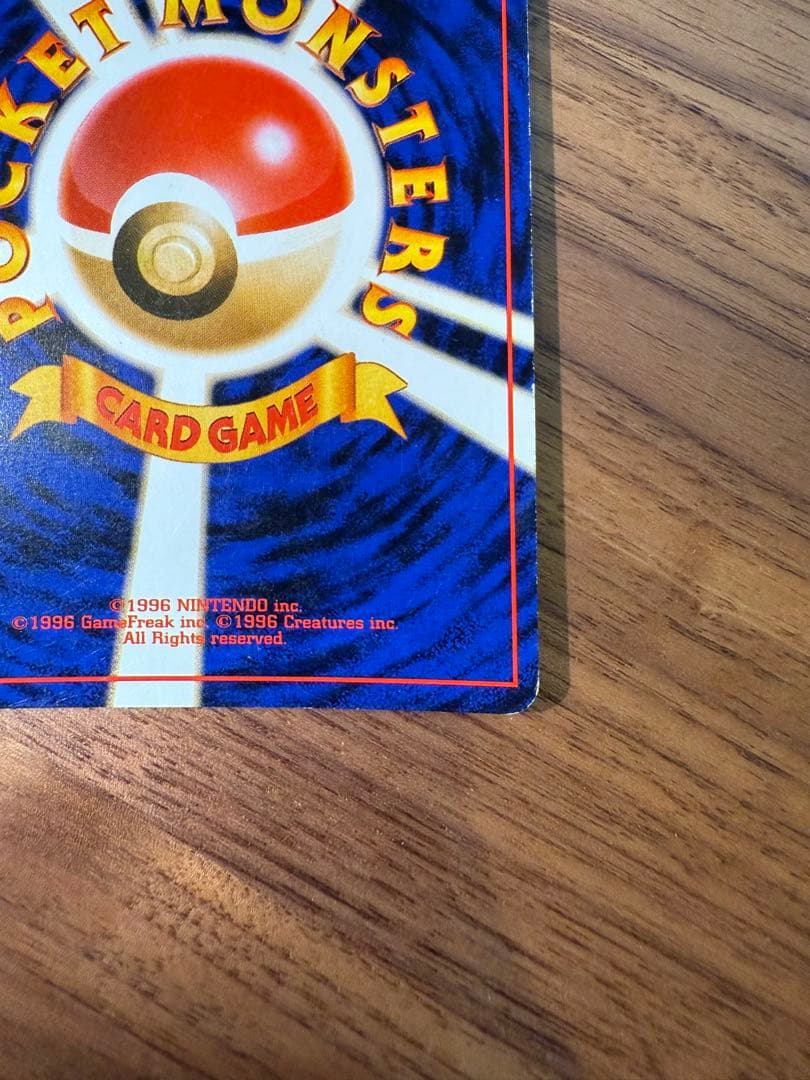 POCKET MONSTERS
CARD GAME
©1996 NINTENDO inc.
©1996 GameFreak inc. ©1996 Creatures inc.
All Rights reserved.